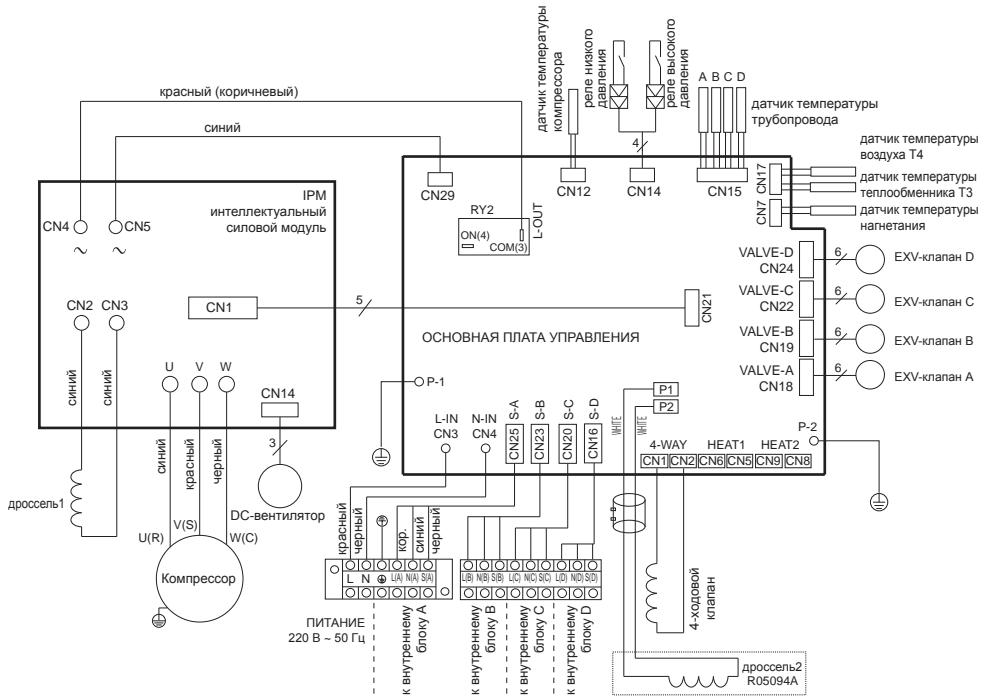 красный (коричневый)
синий
датчик температуры
компрессора
реле низкого
давления
реле высокого
давления
4
A B C D
датчик температуры
трубопровода
датчик температуры
воздуха T4
датчик температуры
теплообменника T3
датчик температуры
нагнетания
CN29
CN12
CN14
CN15
CN17
CN7
RY2
ON(4)
COM(3)
L-OUT
IPM
интеллектуальный
силовой модуль
CN4
CN5
~
~
CN2
CN3
CN1
5
CN21
ОСНОВНАЯ ПЛАТА УПРАВЛЕНИЯ
VALVE-D
CN24
6
EXV-клапан D
VALVE-C
CN22
6
EXV-клапан C
VALVE-B
CN19
6
EXV-клапан B
VALVE-A
CN18
6
EXV-клапан A
U
V
W
CN14
3
DC-вентилятор
синий
синий
синий
красный
черный
дроссель1
U(R)
V(S)
W(C)
Компрессор
P-1
L-IN
CN3
N-IN
CN4
S-A
CN25
S-B
CN23
S-C
CN20
S-D
CN16
P1
P2
WHITE
WHITE
P-2
4-WAY
HEAT1
HEAT2
CN1 CN2 CN6 CN5 CN9 CN8
красный
черный
кор.
синий
черный
L N L(A) N(A) S(A)
L(B) N(B) S(B) L(C) N(C) S(C) L(D) N(D) S(D)
ПИТАНИЕ
220 В ~ 50 Гц
к внутреннему
блоку A
к внутреннему
блоку B
к внутреннему
блоку C
к внутреннему
блоку D
4-ходовой
клапан
дроссель2
R05094A